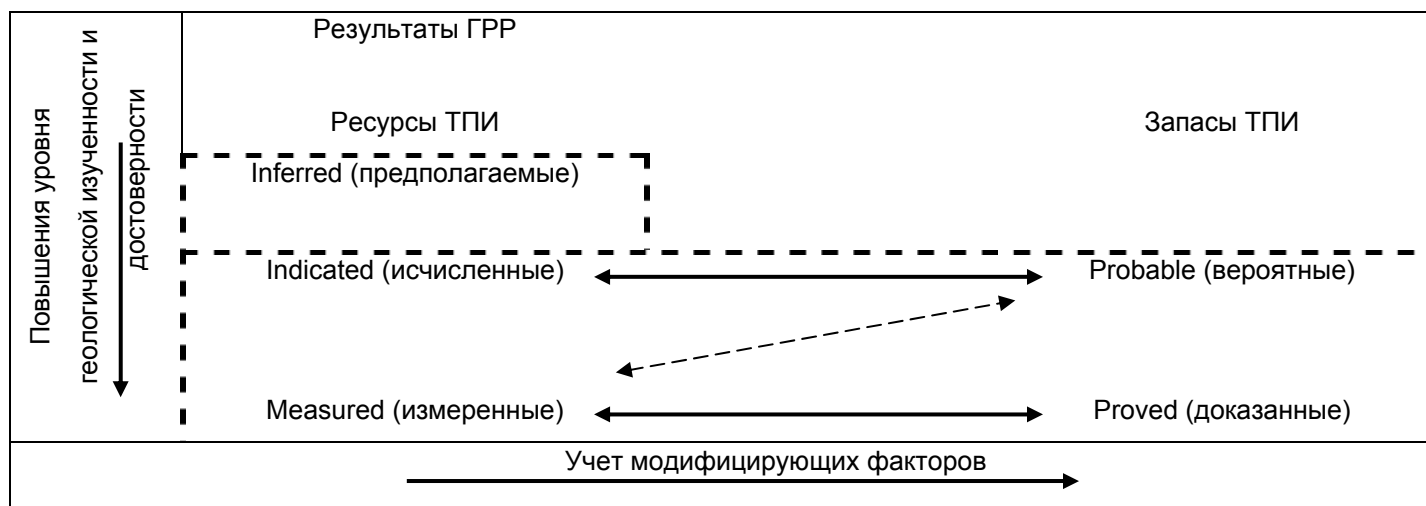 Повышения уровня
геологической изученности и
достоверности
Результаты ГРР
Ресурсы ТПИ
Запасы ТПИ
Inferred (предполагаемые)
Indicated (исчисленные)
Probable (вероятные)
Measured (измеренные)
Proved (доказанные)
Учет модифицирующих факторов